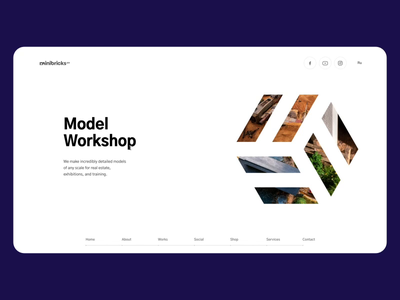 minibricks
Model
Workshop
We make incredibly detailed models
of any scale for real estate,
exhibitions, and training.
Home About Works Social Shop Services Contact